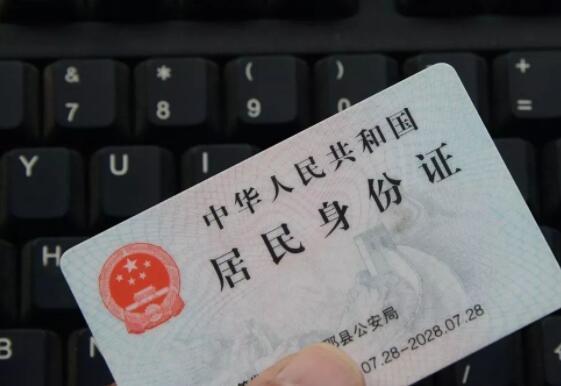 & * ( ) +
7 8 9 0 =
Y U I
H
B N
中华人民共和国
居民身份证
县公安局
.07.28-2028.07.28